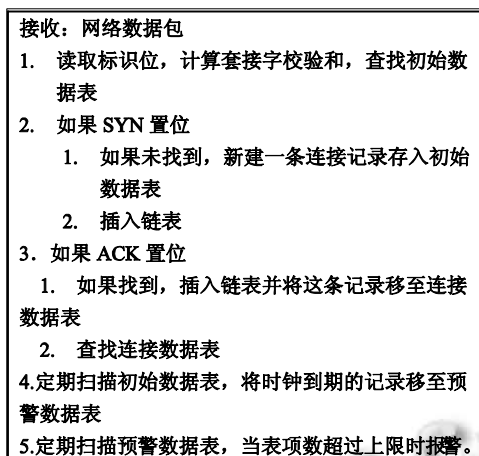 接收：网络数据包
1. 读取标识位，计算套接字校验和，查找初始数
据表
2. 如果 SYN 置位
1. 如果未找到，新建一条连接记录存入初始
数据表
2. 插入链表
3．如果 ACK 置位
1. 如果找到，插入链表并将这条记录移至连接
数据表
2. 查找连接数据表
4.定期扫描初始数据表，将时钟到期的记录移至预
警数据表
5.定期扫描预警数据表，当表项数超过上限时报警。